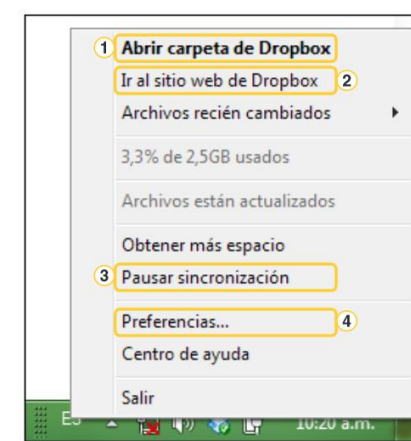 1 Abrir carpeta de Dropbox
Ir al sitio web de Dropbox 2
Archivos recién cambiados
3,3% de 2,5GB usados
Archivos están actualizados
Obtener más espacio
3 Pausar sincronización
Preferencias... 4
Centro de ayuda
Salir
ES 10:20 a.m.